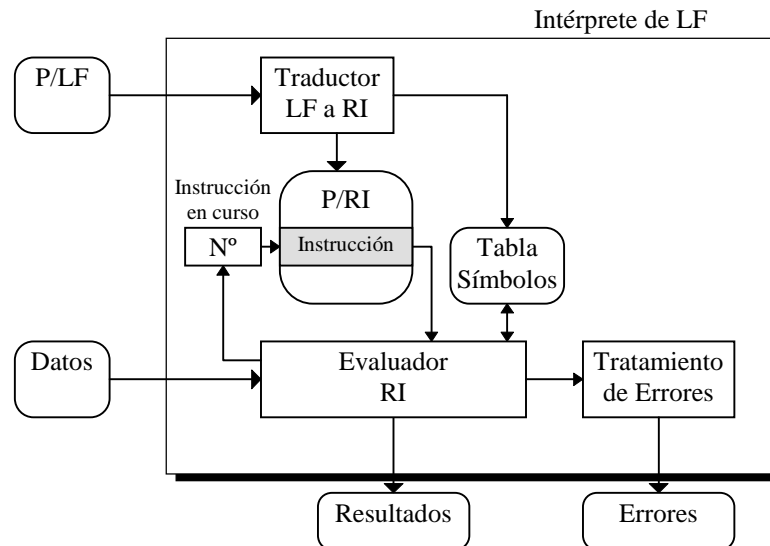 Intérprete de LF
P/LF
Traductor
LF a RI
Instrucción
en curso
P/RI
Nº
Instrucción
Tabla
Símbolos
Datos
Evaluador
RI
Tratamiento
de Errores
Resultados
Errores